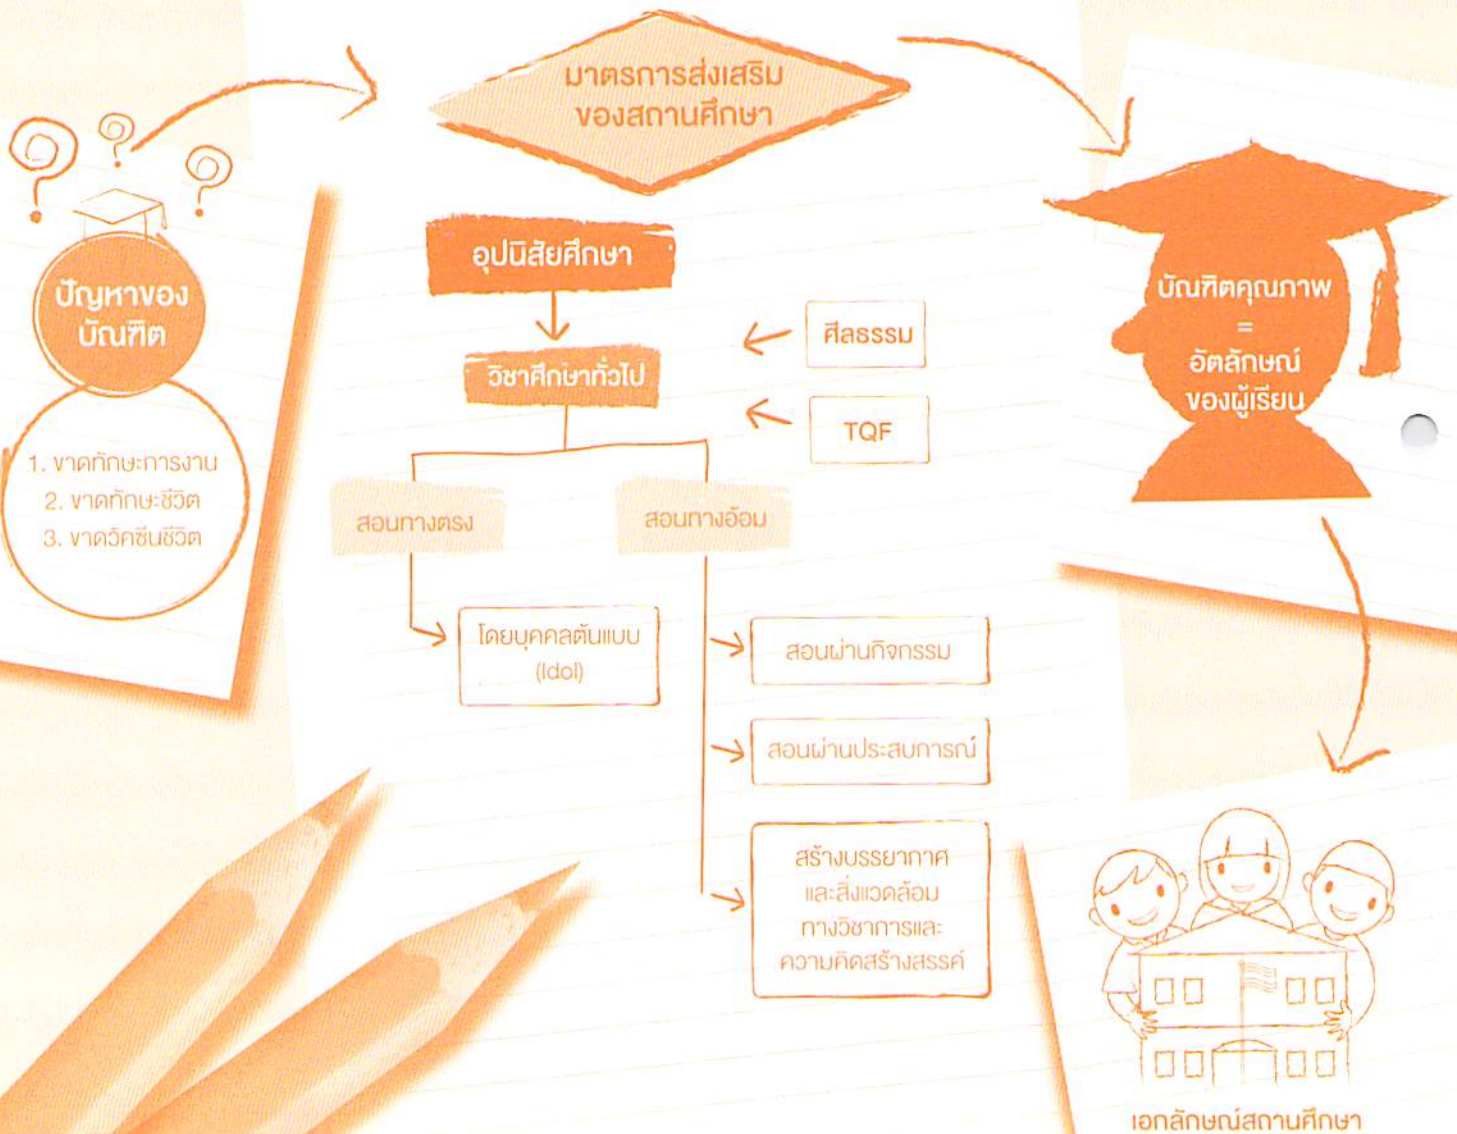 มาตรการส่งเสริม
ของสถานศึกษา
ปัญหาของ
บัณฑิต
1. ขาดทักษะการงาน
2. ขาดทักษะชีวิต
3. ขาดวัคซีนชีวิต
อุปนิสัยศึกษา
วิชาศึกษาทั่วไป
ศีลธรรม
TQF
สอนทางตรง
สอนทางอ้อม
โดยบุคคลต้นแบบ
(Idol)
สอนผ่านกิจกรรม
สอนผ่านประสบการณ์
สร้างบรรยากาศ
และสิ่งแวดล้อม
ทางวิชาการและ
ความคิดสร้างสรรค์
บัณฑิตคุณภาพ
=
อัตลักษณ์
ของผู้เรียน
เอกลักษณ์สถานศึกษา